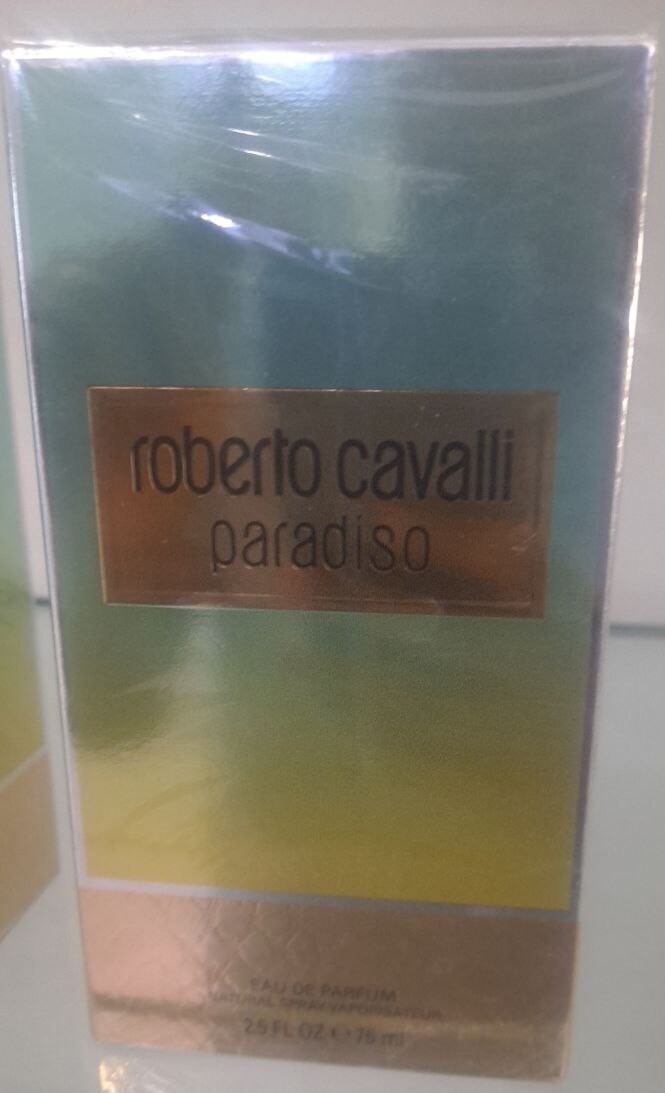 roberto cavalli
paradiso
EAU DE PARFUM
NATURAL SPRAY VAPORISATEUR
2.5 FL OZ ℮ 75 ml